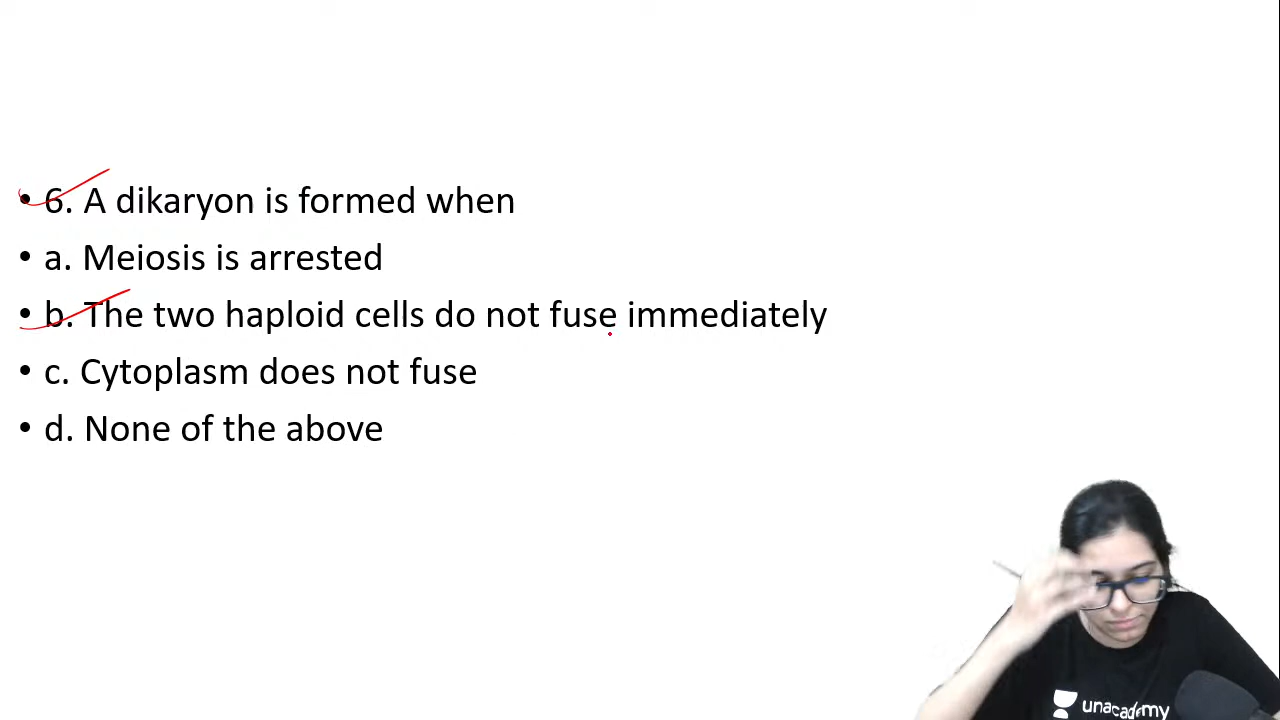 • 6. A dikaryon is formed when
• a. Meiosis is arrested
• b. The two haploid cells do not fuse immediately
• c. Cytoplasm does not fuse
• d. None of the above
unacademy